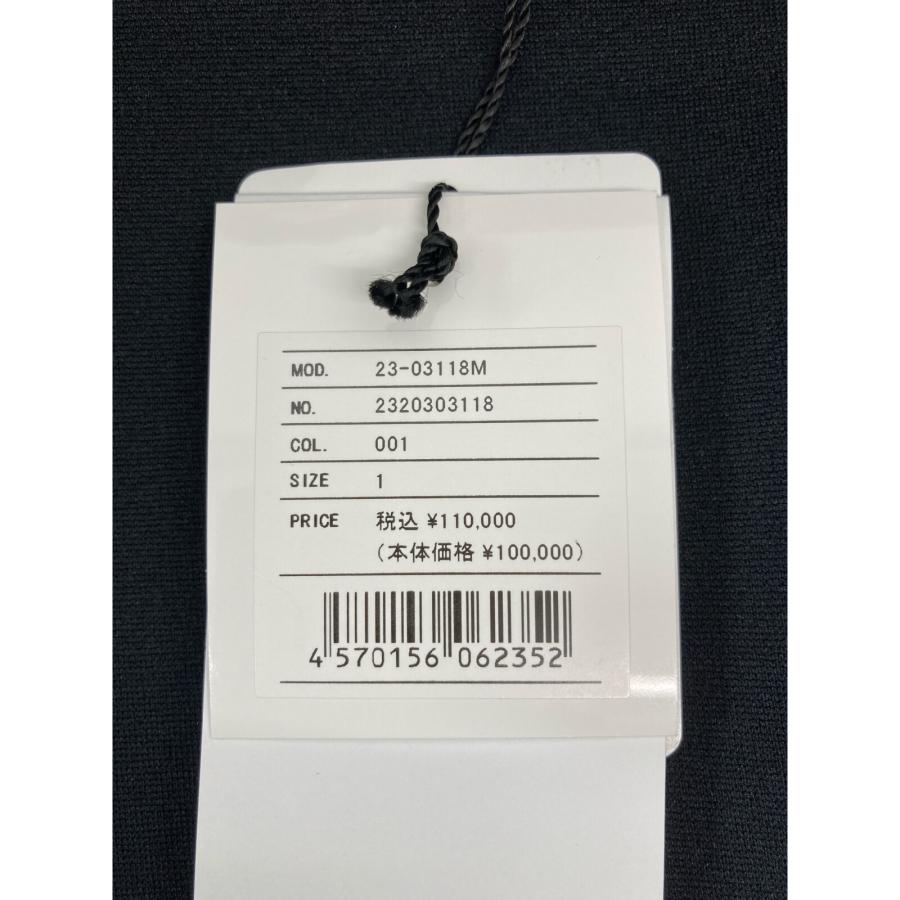 MOD. 23-03118M
NO. 2320303118
COL. 001
SIZE 1
PRICE 税込 ¥110,000
(本体価格 ¥100,000)
4 570156 062352